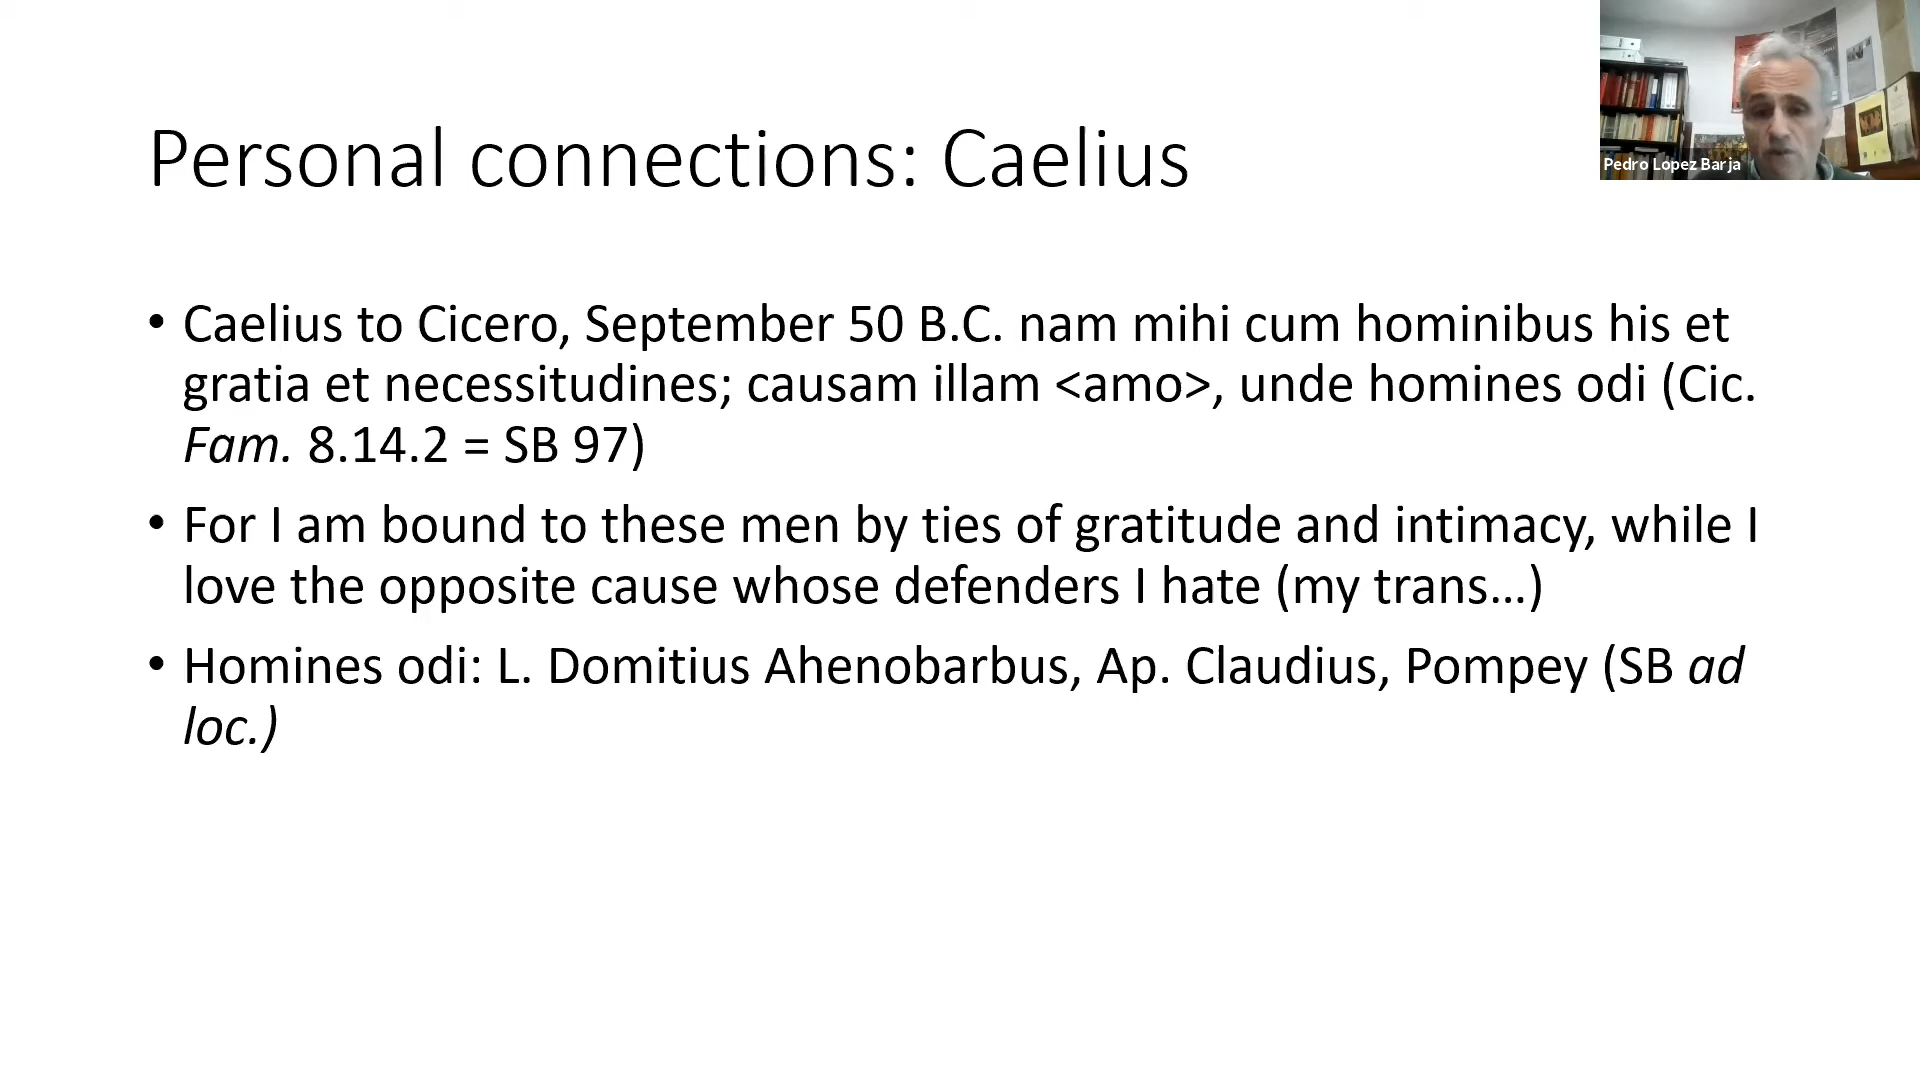 Personal connections: Caelius
Pedro Lopez Barja
• Caelius to Cicero, September 50 B.C. nam mihi cum hominibus his et
gratia et necessitudines; causam illam <amo>, unde homines odi (Cic.
Fam. 8.14.2 = SB 97)
• For I am bound to these men by ties of gratitude and intimacy, while I
love the opposite cause whose defenders I hate (my trans...)
• Homines odi: L. Domitius Ahenobarbus, Ap. Claudius, Pompey (SB ad
loc.)